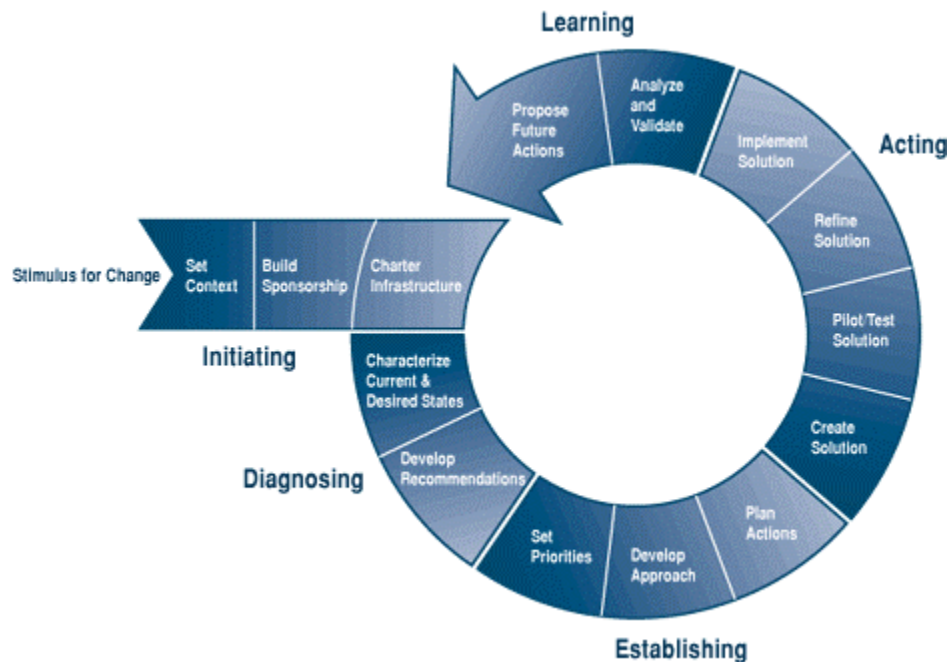 Learning
Propose
Future
Actions
Analyze
and
Validate
Implement
Solution
Acting
Refine
Solution
Stimulus for Change
Set
Context
Build
Sponsorship
Charter
Infrastructure
Pilot/Test
Solution
Initiating
Characterize
Current &
Desired States
Create
Solution
Diagnosing
Develop
Recommendations
Plan
Actions
Set
Priorities
Develop
Approach
Establishing